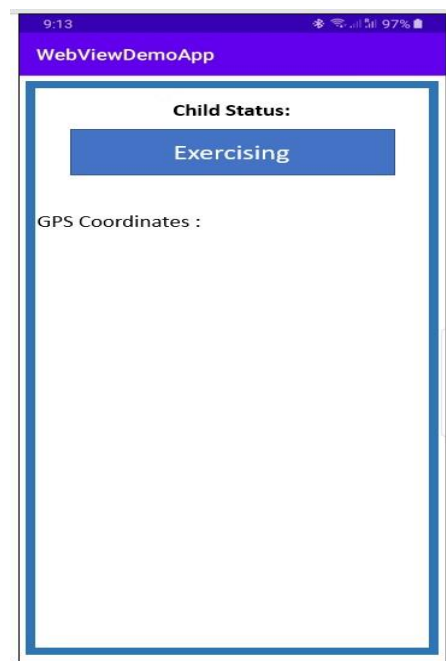 9:13 97%
WebViewDemoApp
Child Status:
Exercising
GPS Coordinates :